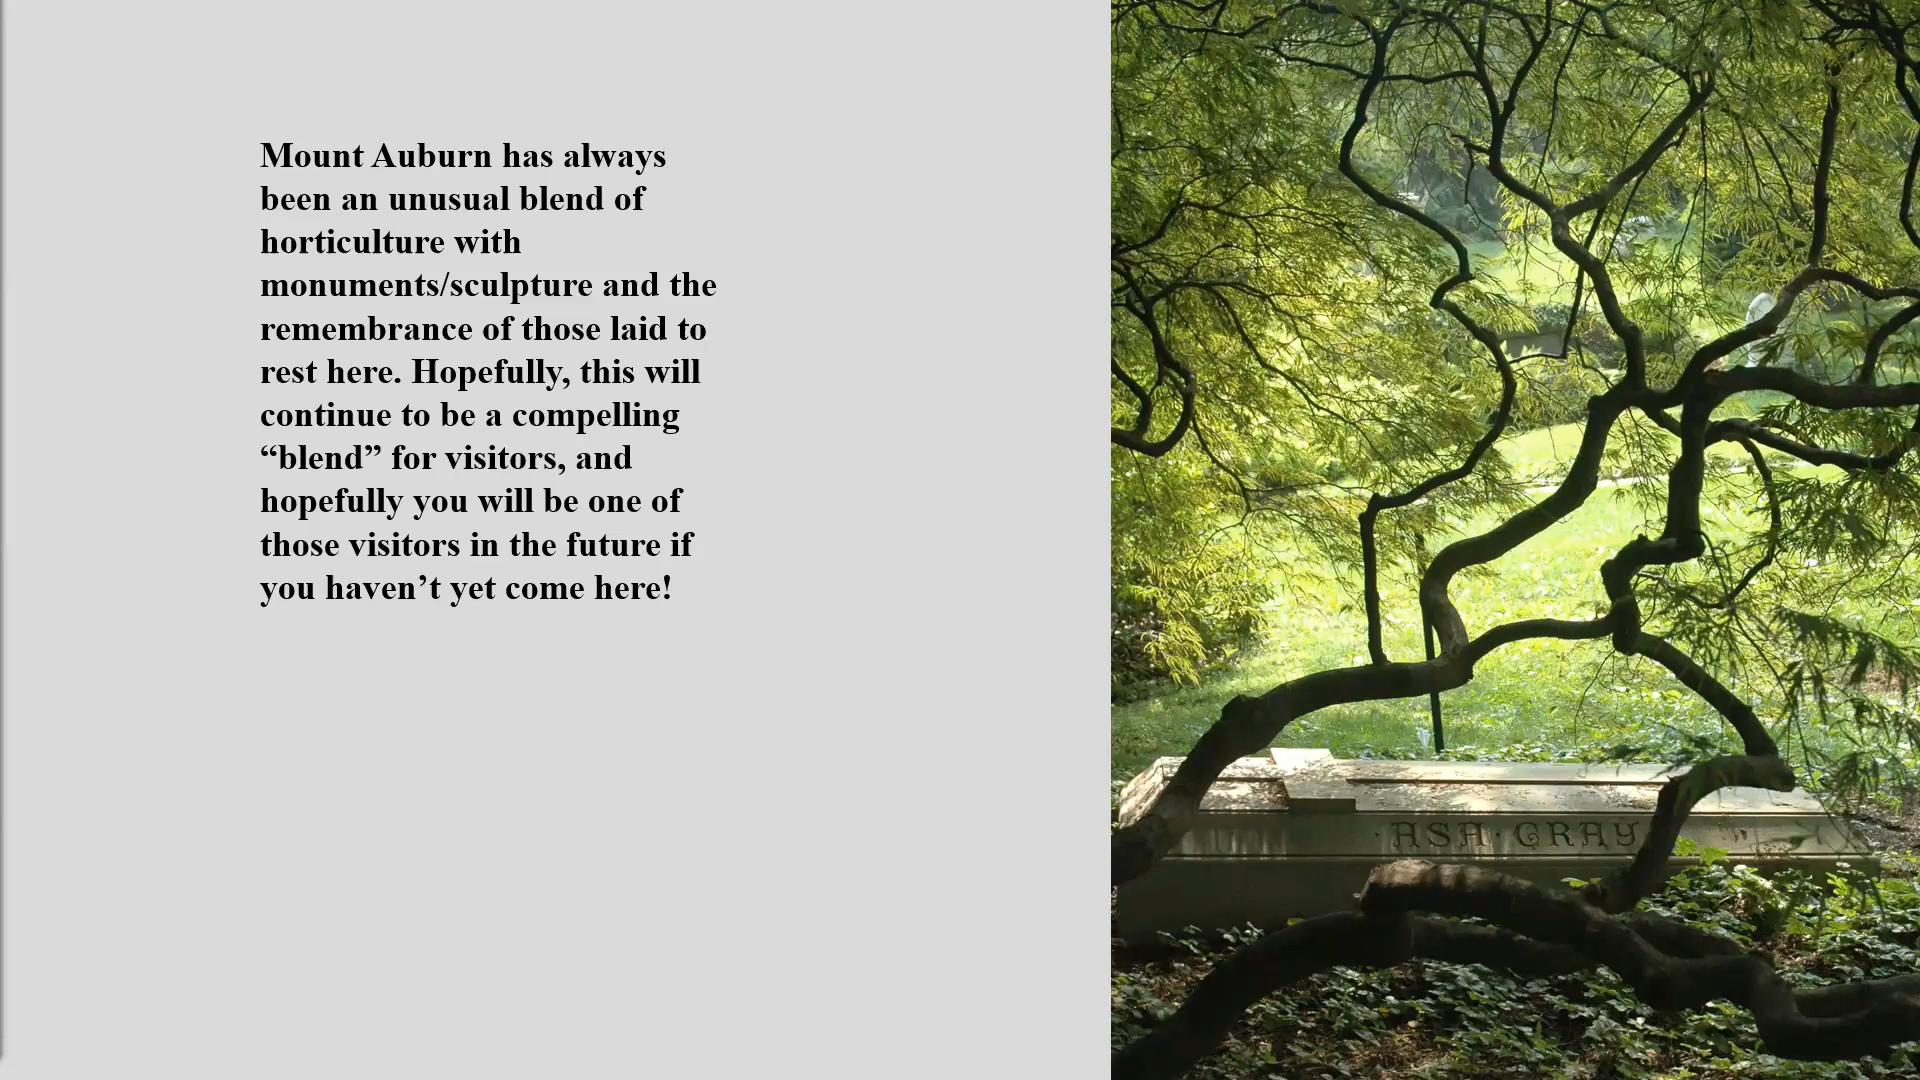 Mount Auburn has always
been an unusual blend of
horticulture with
monuments/sculpture and the
remembrance of those laid to
rest here. Hopefully, this will
continue to be a compelling
“blend” for visitors, and
hopefully you will be one of
those visitors in the future if
you haven’t yet come here!
· ASA · GRAY